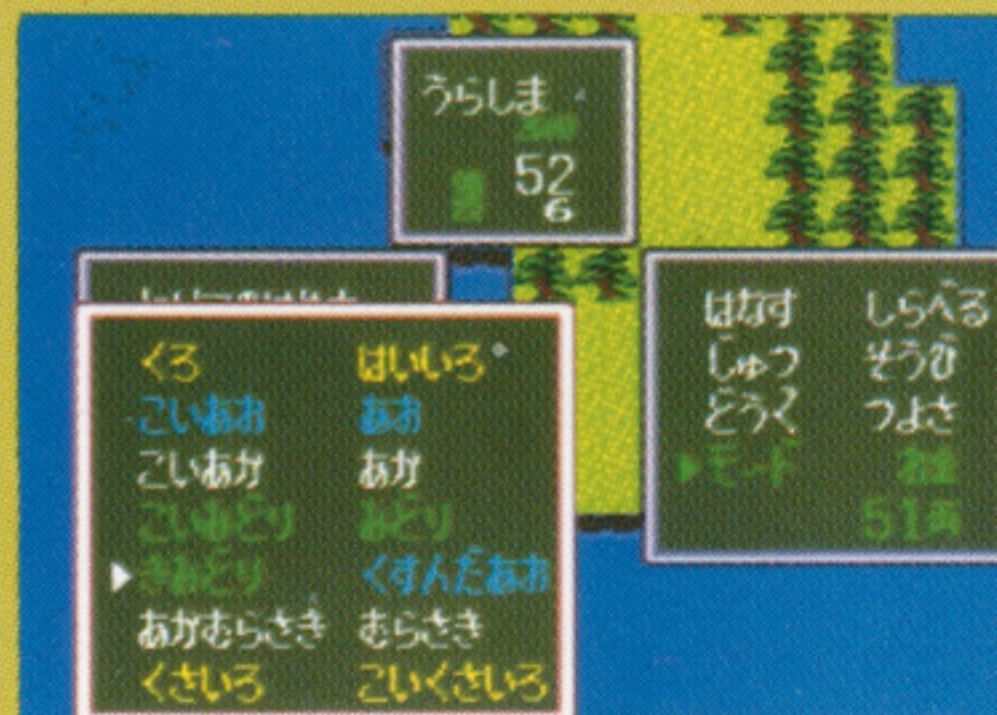 うらしま
52
6
はなす しらべる
じゅつ そうび
どうぐ つよさ
▶モード
51両
くろ はいいろ
こいあお あお
こいあか あか
こいみどり みどり
▶きみどり くすんだあお
あかむらさき むらさき
くさいろ こいくさいろ